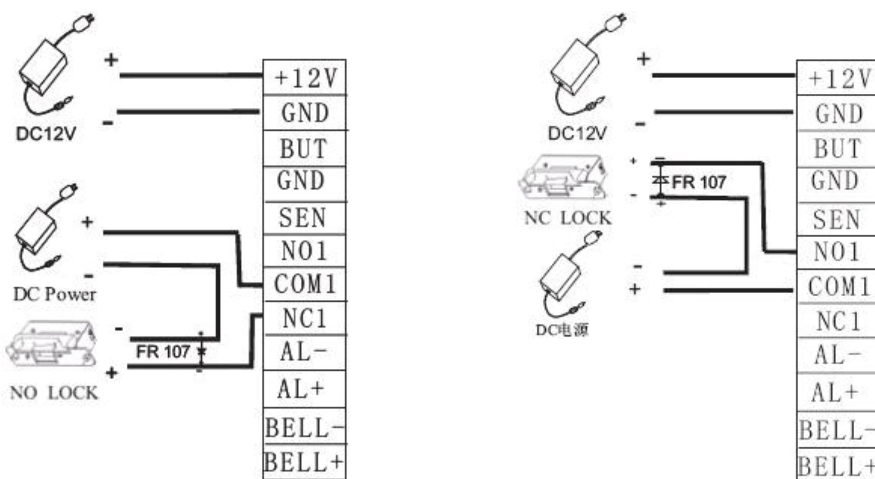 +
+12V
-
GND
DC12V
BUT
GND
SEN
+
NO1
-
COM1
DC Power
NC1
-
+
FR 107
AL-
-
+
NO LOCK
AL+
BELL-
BELL+
+
+12V
-
GND
DC12V
BUT
+
-
FR 107
GND
-
+
NC LOCK
SEN
NO1
-
+
COM1
DC电源
NC1
AL-
AL+
BELL-
BELL+